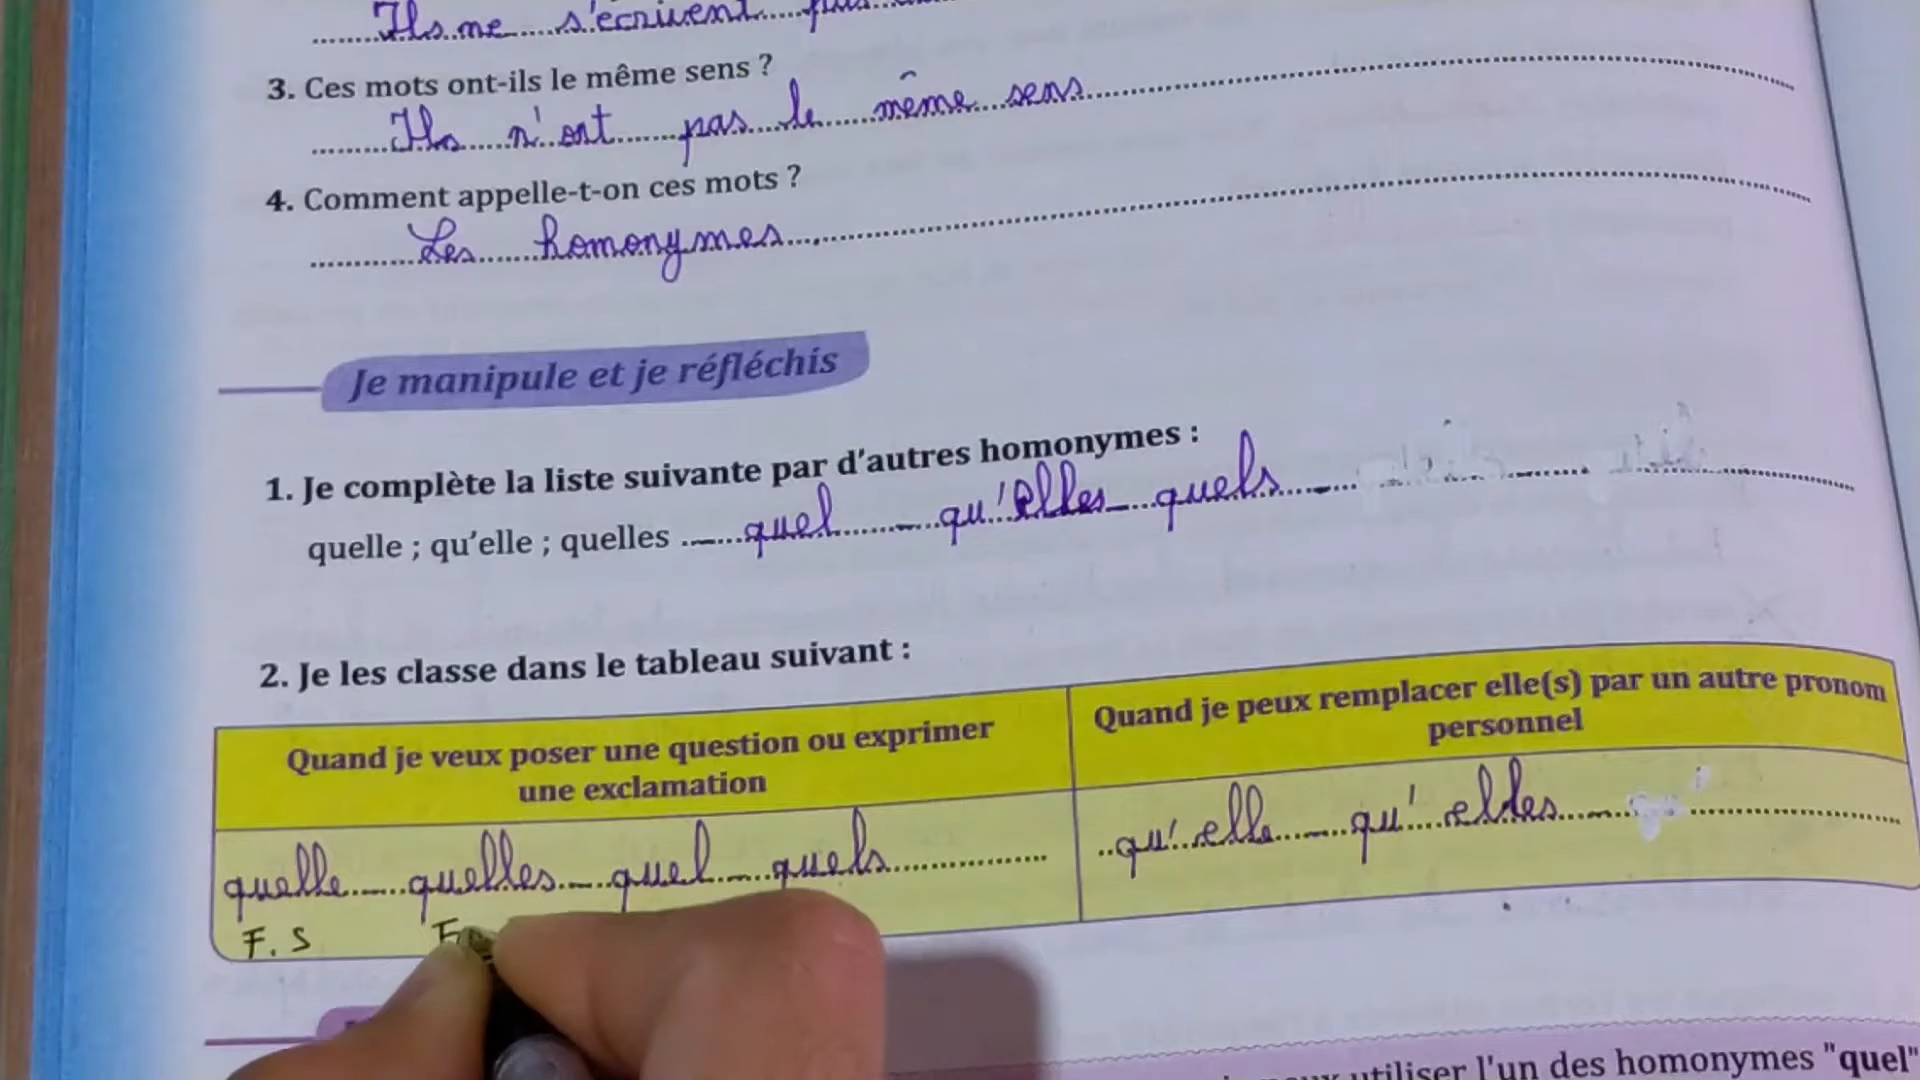 Ils me s'écrivent
3. Ces mots ont-ils le même sens ?
Ils n'ont pas le même sens
4. Comment appelle-t-on ces mots ?
Les homonymes
Je manipule et je réfléchis
1. Je complète la liste suivante par d'autres homonymes :
quelle ; qu'elle ; quelles quel qu'elles quels
2. Je les classe dans le tableau suivant :
Quand je veux poser une question ou exprimer
une exclamation
Quand je peux remplacer elle(s) par un autre pronom
personnel
quelle quelles quel quels
qu'elle qu'elles
F. S F
utiliser l'un des homonymes "quel"